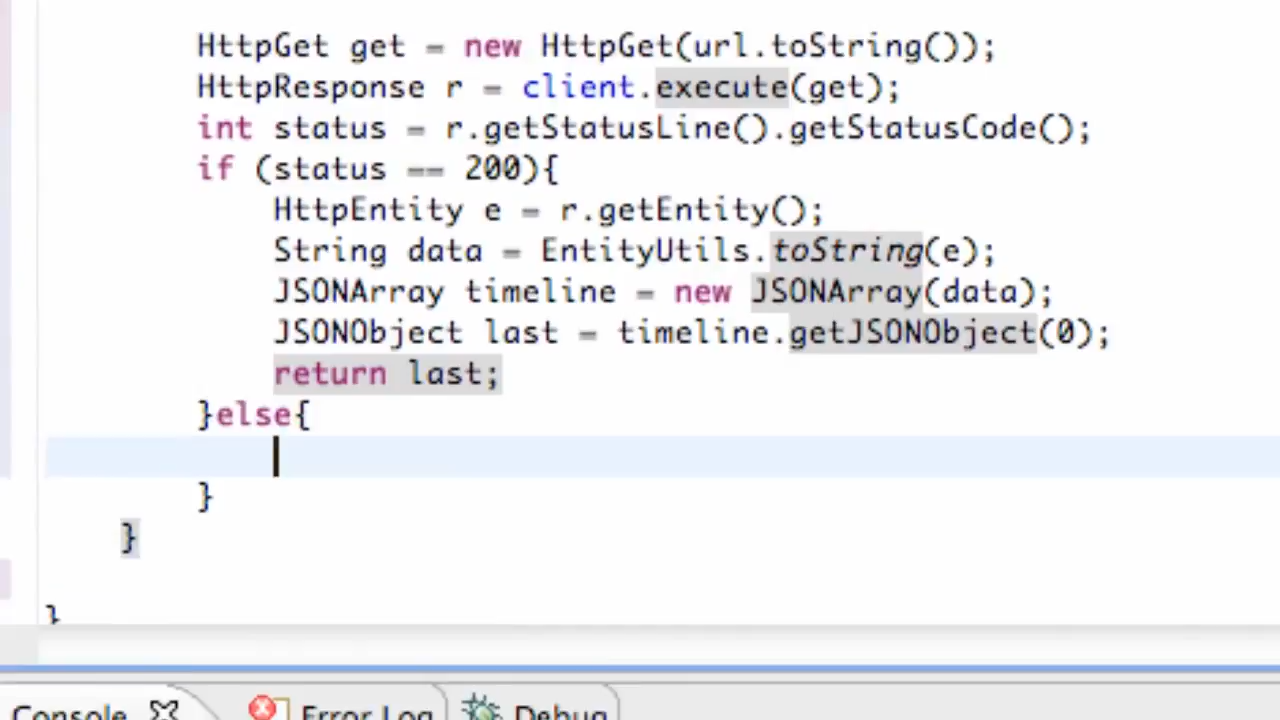 HttpGet get = new HttpGet(url.toString());
HttpResponse r = client.execute(get);
int status = r.getStatusLine().getStatusCode();
if (status == 200){
HttpEntity e = r.getEntity();
String data = EntityUtils.toString(e);
JSONArray timeline = new JSONArray(data);
JSONObject last = timeline.getJSONObject(0);
return last;
}else{
}
}
}
Console Error Log Debug